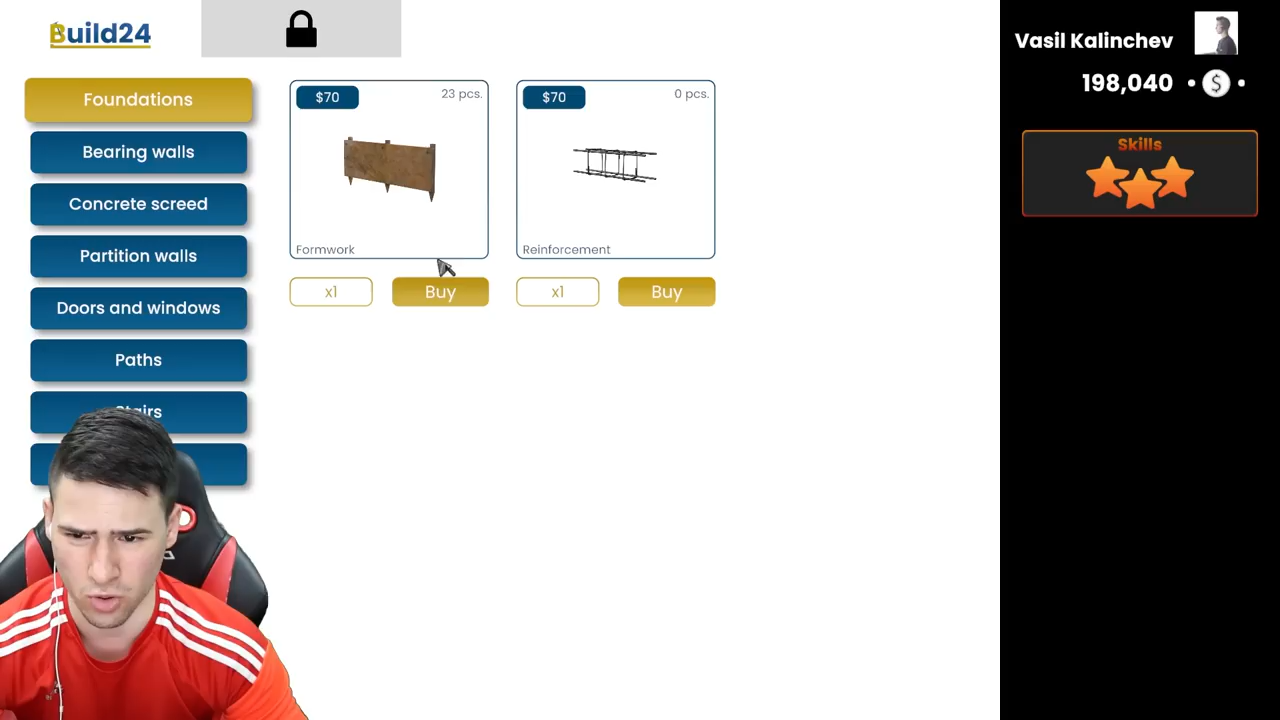 Build24
Vasil Kalinchev
198,040
$
Skills
Foundations
Bearing walls
Concrete screed
Partition walls
Doors and windows
Paths
Stairs
$70
23 pcs.
Formwork
x1
Buy
$70
0 pcs.
Reinforcement
x1
Buy